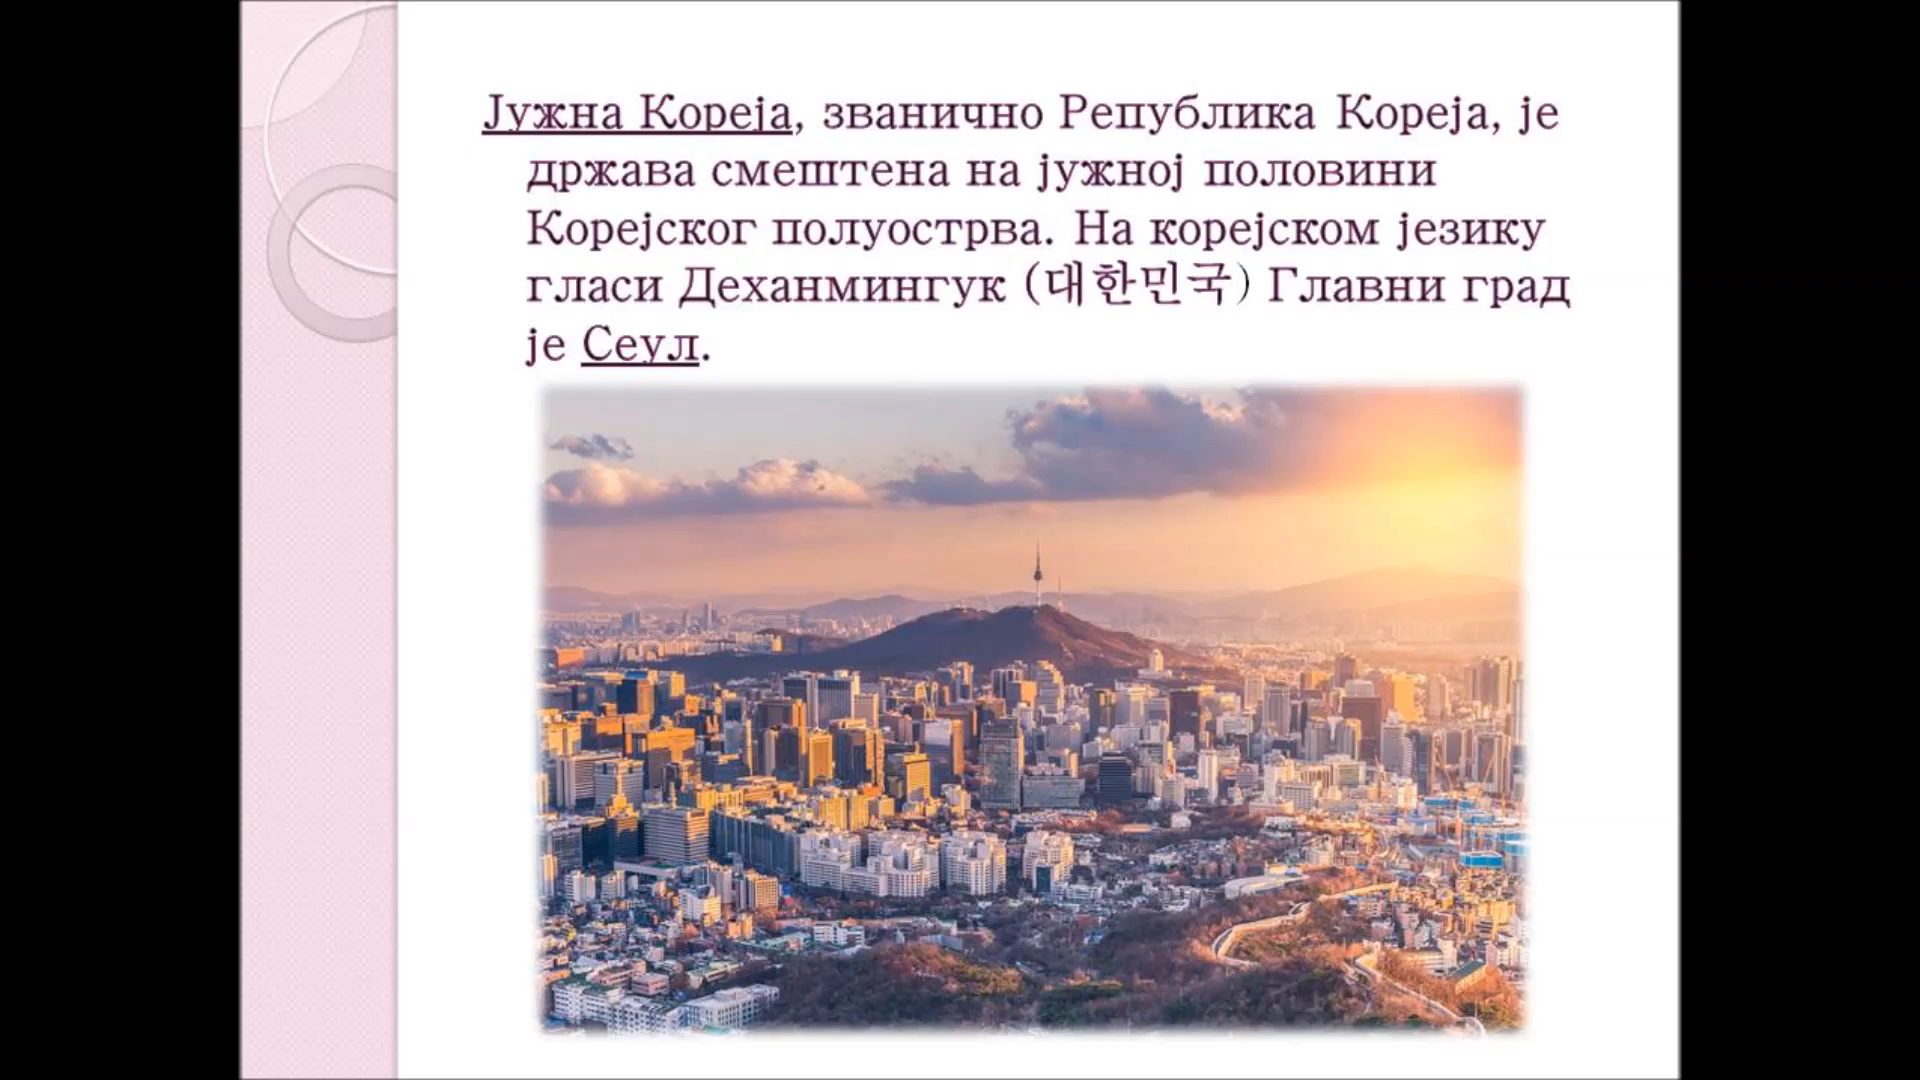 Јужна Кореја, званично Република Кореја, је
држава смештена на јужној половини
Корејског полуострва. На корејском језику
гласи Деханмингук (대한민국) Главни град
је Сеул.